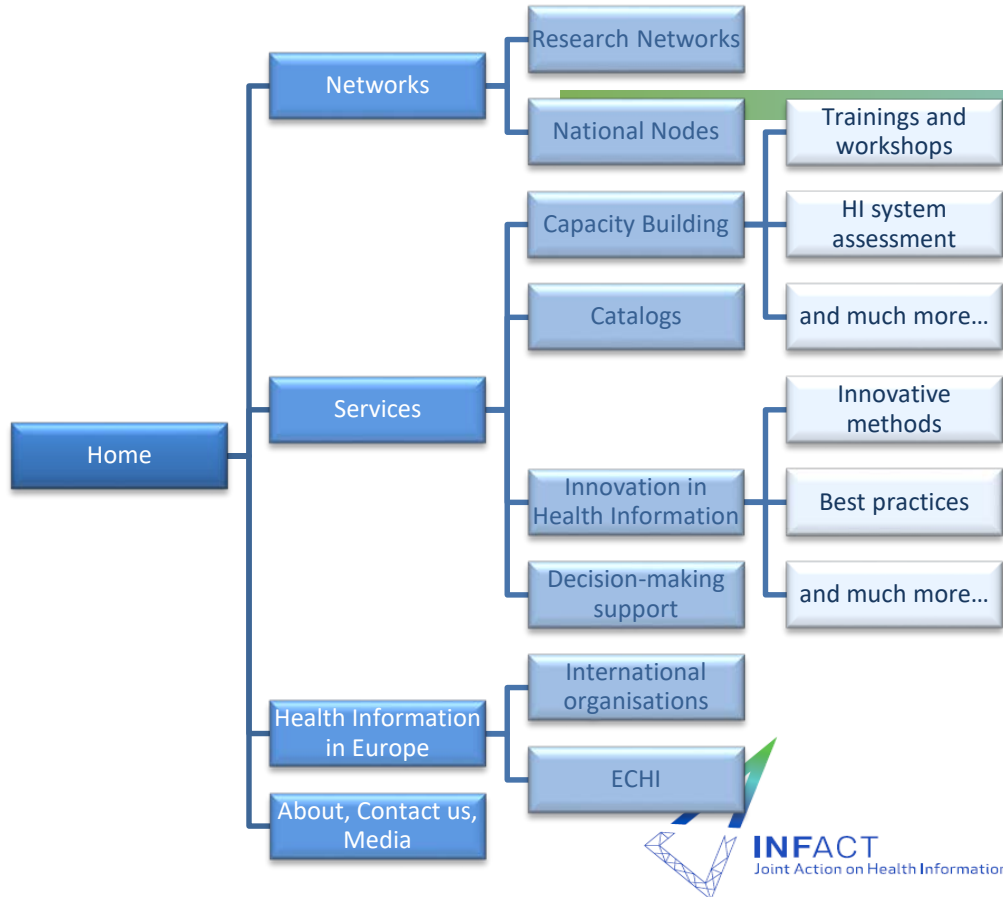 Home
Networks
Research Networks
National Nodes
Services
Capacity Building
Trainings and
workshops
HI system
assessment
and much more…
Catalogs
Innovation in
Health Information
Innovative
methods
Best practices
and much more…
Decision-making
support
Health Information
in Europe
International
organisations
ECHI
About, Contact us,
Media
INFACT
Joint Action on Health Information